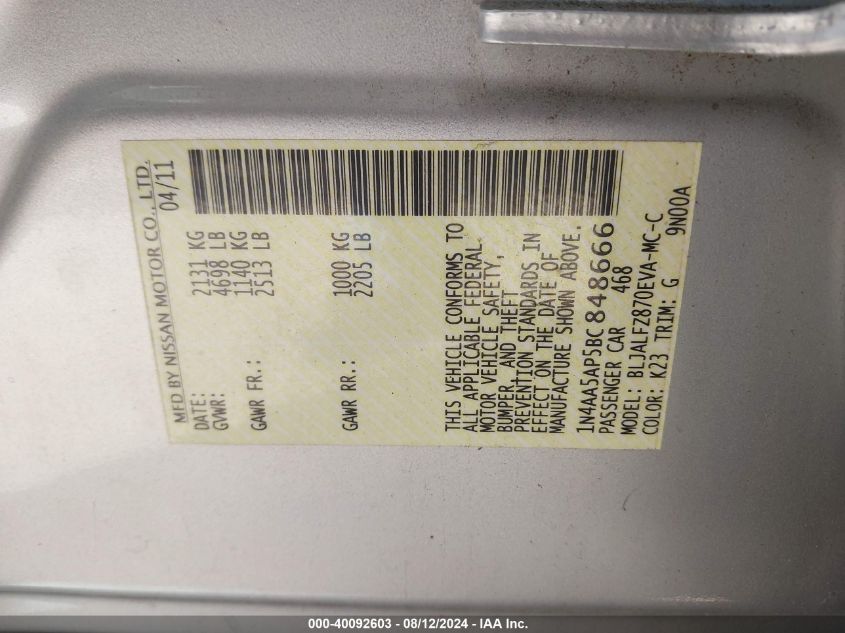 MFD BY NISSAN MOTOR CO., LTD.
DATE: 04/11
GVWR: 2131 KG
4698 LB
GAWR FR.: 1140 KG
2513 LB
GAWR RR.: 1000 KG
2205 LB
THIS VEHICLE CONFORMS TO
ALL APPLICABLE FEDERAL
MOTOR VEHICLE SAFETY,
BUMPER, AND THEFT
PREVENTION STANDARDS IN
EFFECT ON THE DATE OF
MANUFACTURE SHOWN ABOVE.
1N4AA5AP5BC848666
PASSENGER CAR 468
MODEL: BLJALFZ870EVA-MC-C
COLOR: K23 TRIM: G 9N00A
000-40092603 - 08/12/2024 - IAA Inc.